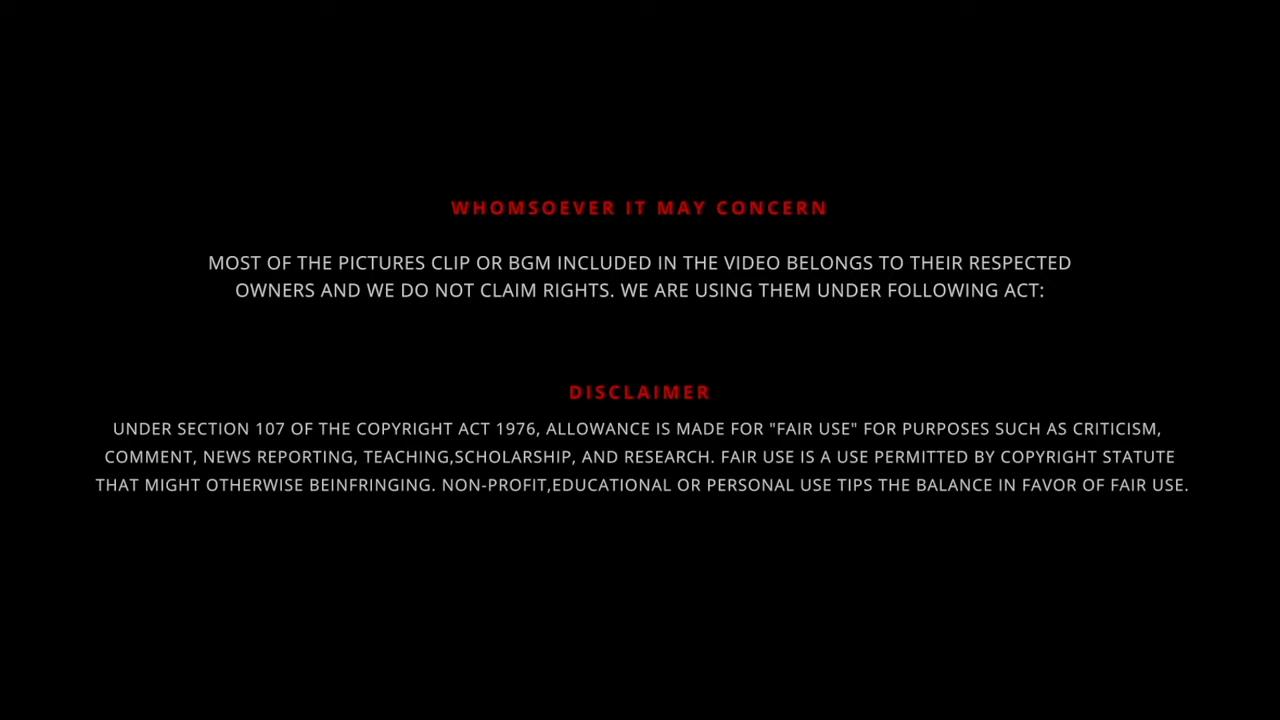 WHOMSOEVER IT MAY CONCERN
MOST OF THE PICTURES CLIP OR BGM INCLUDED IN THE VIDEO BELONGS TO THEIR RESPECTED
OWNERS AND WE DO NOT CLAIM RIGHTS. WE ARE USING THEM UNDER FOLLOWING ACT:
DISCLAIMER
UNDER SECTION 107 OF THE COPYRIGHT ACT 1976, ALLOWANCE IS MADE FOR "FAIR USE" FOR PURPOSES SUCH AS CRITICISM,
COMMENT, NEWS REPORTING, TEACHING,SCHOLARSHIP, AND RESEARCH. FAIR USE IS A USE PERMITTED BY COPYRIGHT STATUTE
THAT MIGHT OTHERWISE BEINFRINGING. NON-PROFIT,EDUCATIONAL OR PERSONAL USE TIPS THE BALANCE IN FAVOR OF FAIR USE.